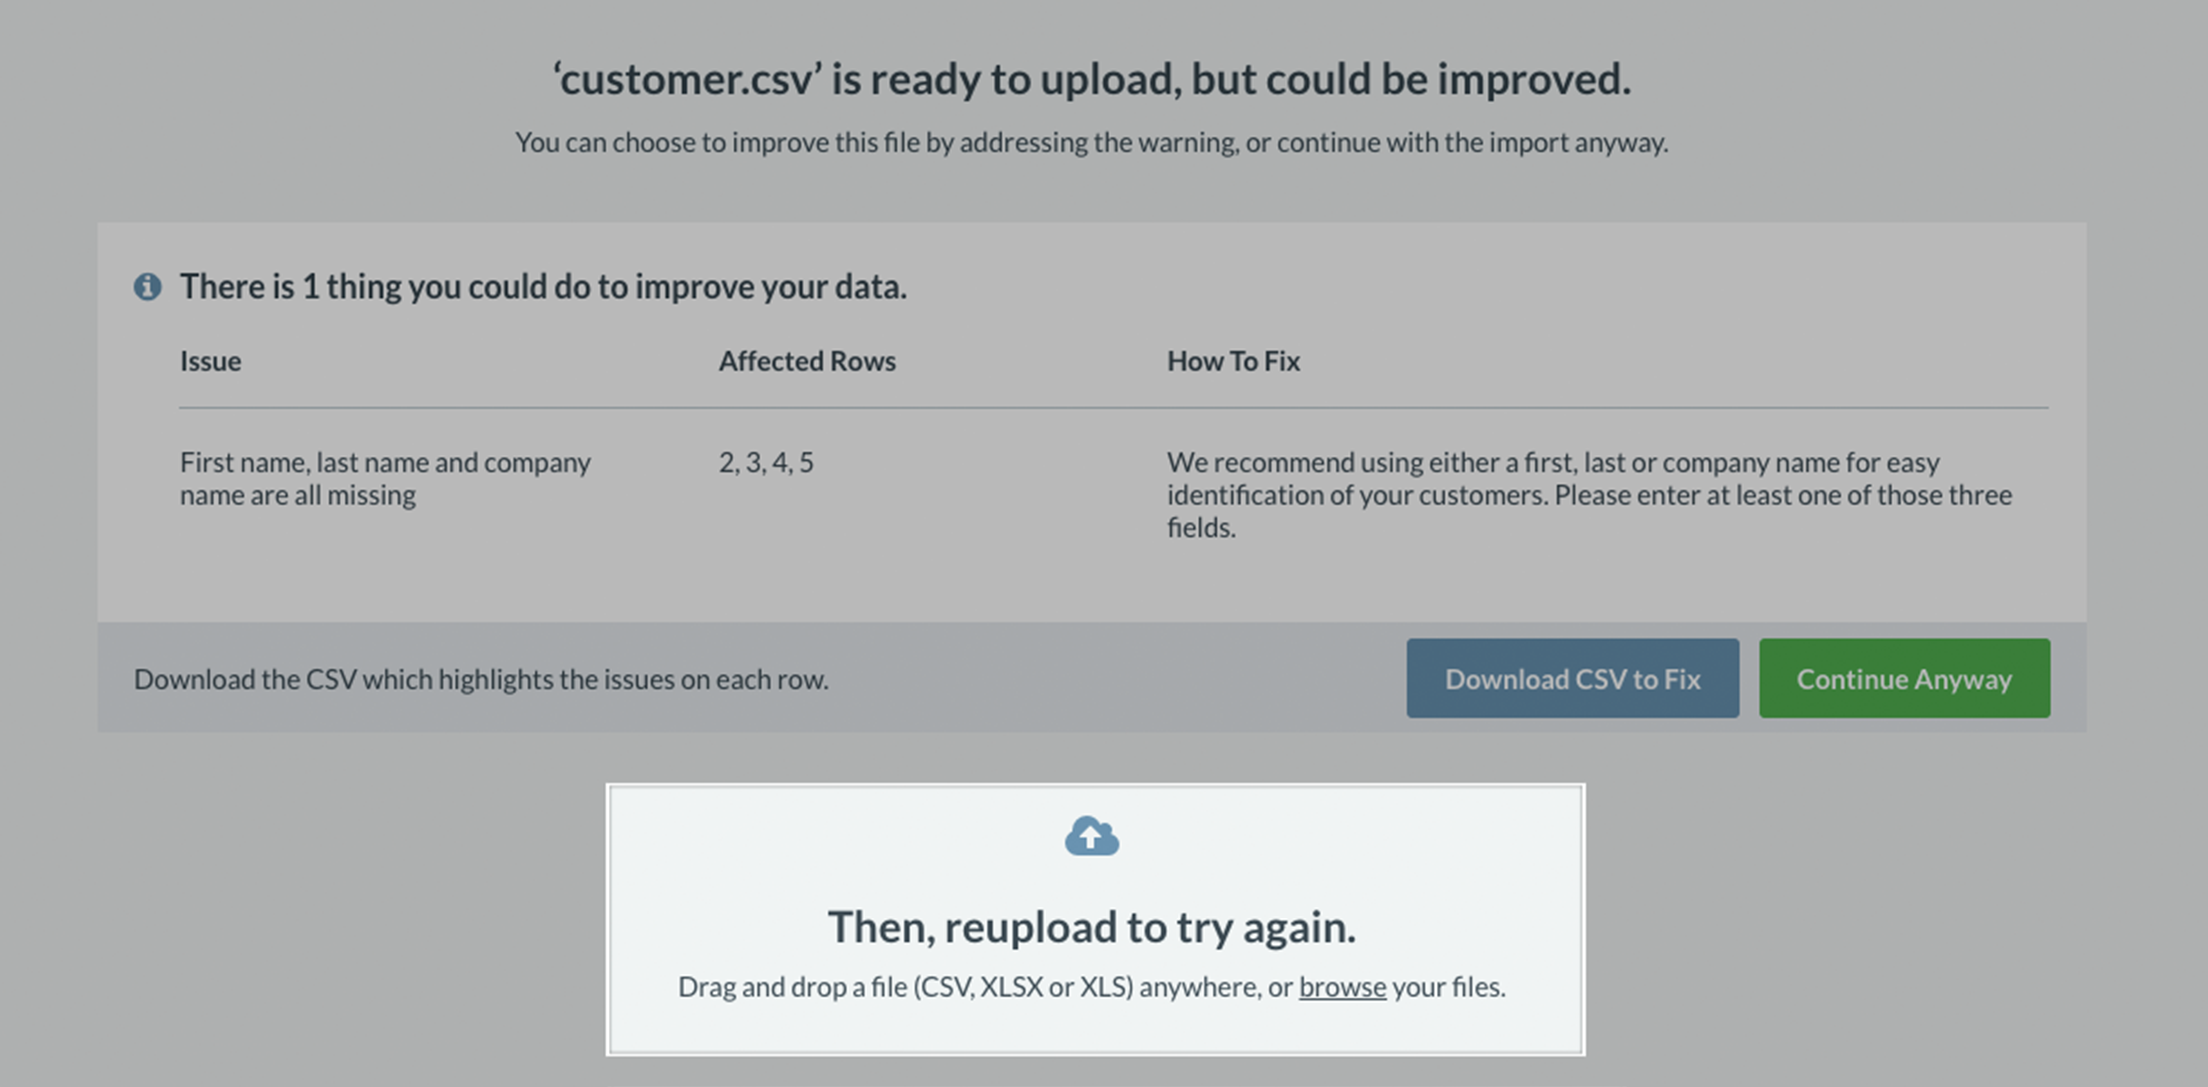 ‘customer.csv’ is ready to upload, but could be improved.
You can choose to improve this file by addressing the warning, or continue with the import anyway.
There is 1 thing you could do to improve your data.
Issue Affected Rows How To Fix
First name, last name and company 2, 3, 4, 5 We recommend using either a first, last or company name for easy
name are all missing identification of your customers. Please enter at least one of those three
fields.
Download the CSV which highlights the issues on each row. Download CSV to Fix Continue Anyway
Then, reupload to try again.
Drag and drop a file (CSV, XLSX or XLS) anywhere, or browse your files.